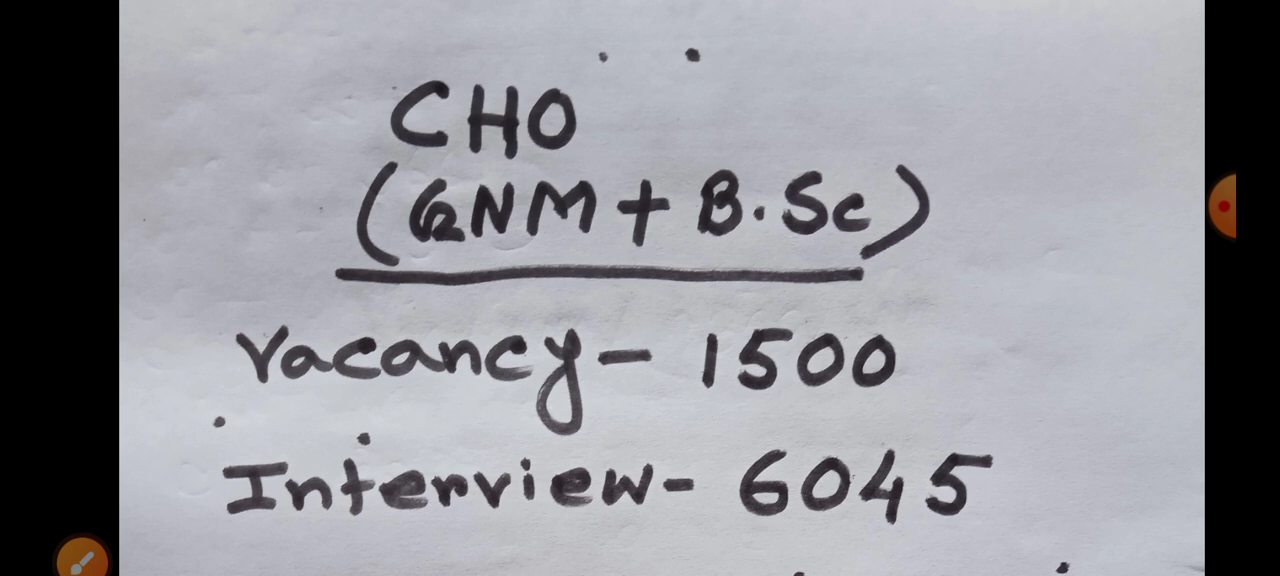 CHO
(GNM + B.Sc)
Vacancy- 1500
Interview- 6045